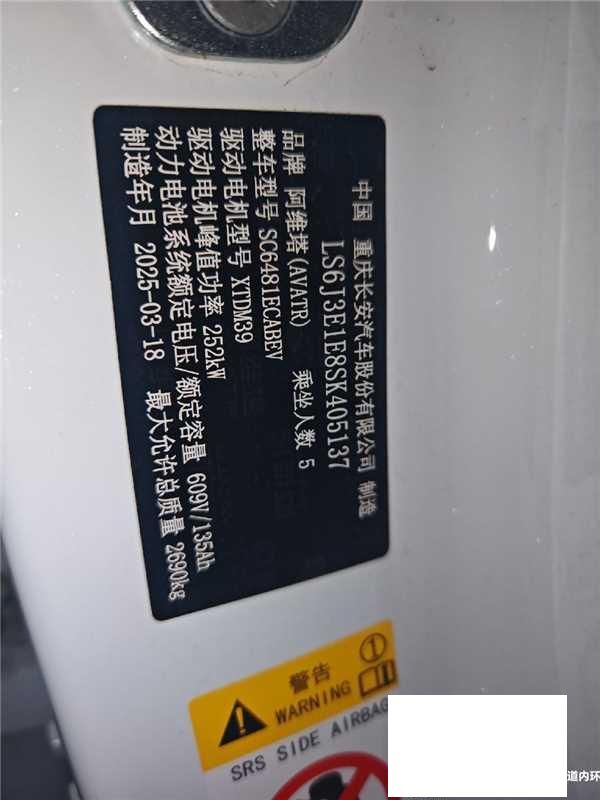 中国 重庆长安汽车股份有限公司 制造
LS6J3E1E8SK405137
品牌 阿维塔(AVATR) 乘坐人数 5
整车型号 SC6481ECABEV
驱动电机型号 XTDM39
驱动电机峰值功率 252kW
动力电池系统额定电压/额定容量 609V/135Ah
制造年月 2025-03-18 最大允许总质量 2690kg
警告 ①
WARNING
SRS SIDE AIRBAG
道内环